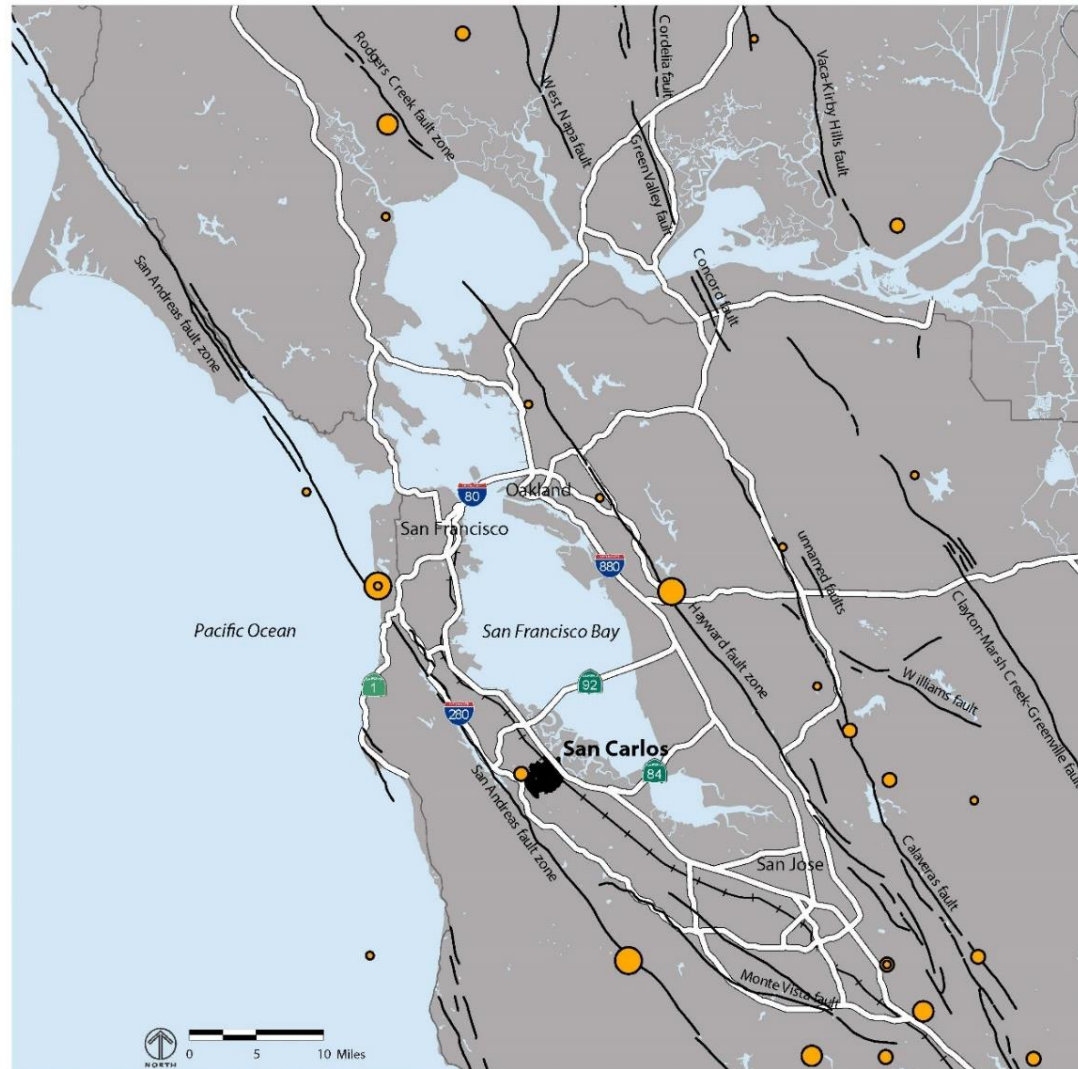 Rodgers Creek fault zone
West Napa fault
Cordelia fault
Green Valley fault
Vaca-Kirby Hills fault
San Andreas fault zone
Concord fault
80
Oakland
San Francisco
880
unnamed faults
Clayton-Marsh Creek-Greenville fault
Pacific Ocean
San Francisco Bay
Hayward fault zone
Williams fault
1
92
280
San Carlos
84
San Andreas fault zone
San Jose
Calaveras fault
Monte Vista fault
NORTH
0 5 10 Miles